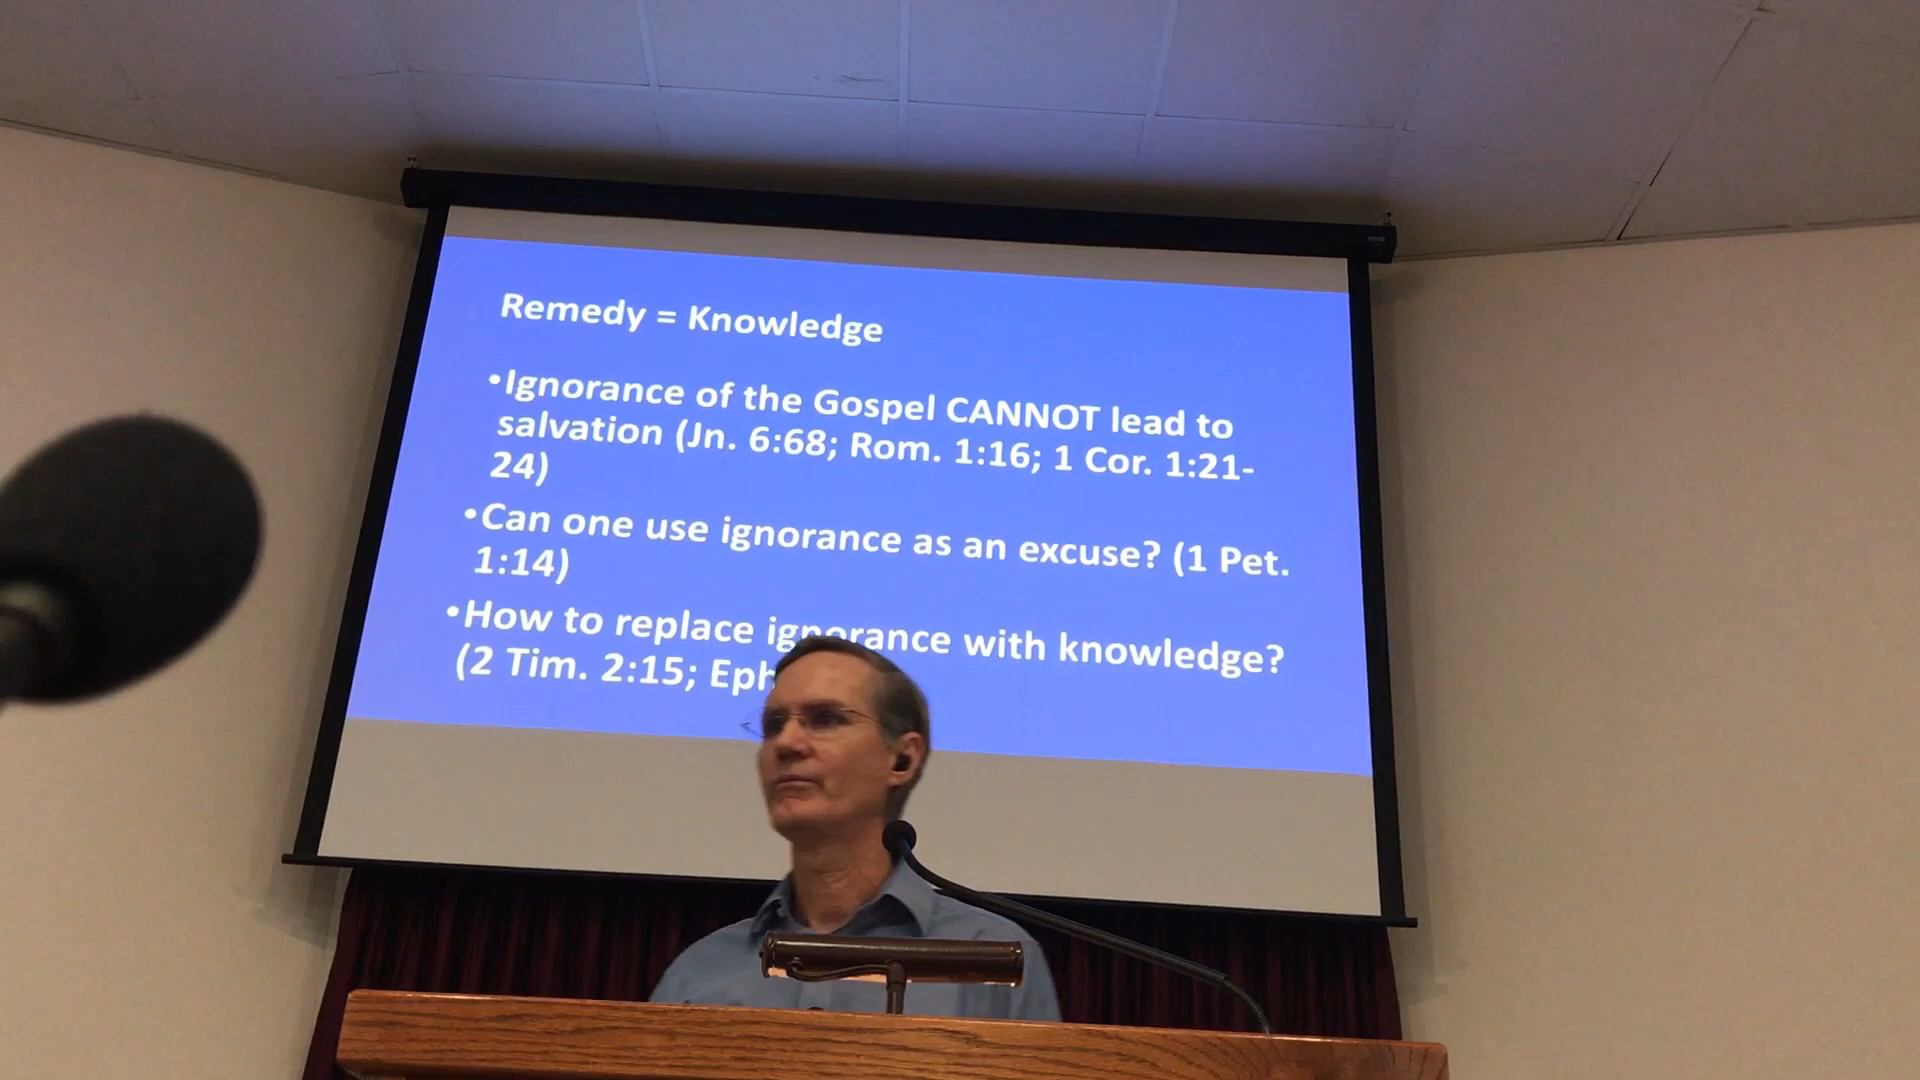 Remedy = Knowledge
•Ignorance of the Gospel CANNOT lead to
salvation (Jn. 6:68; Rom. 1:16; 1 Cor. 1:21-
24)
•Can one use ignorance as an excuse? (1 Pet.
1:14)
•How to replace ignorance with knowledge?
(2 Tim. 2:15; Eph